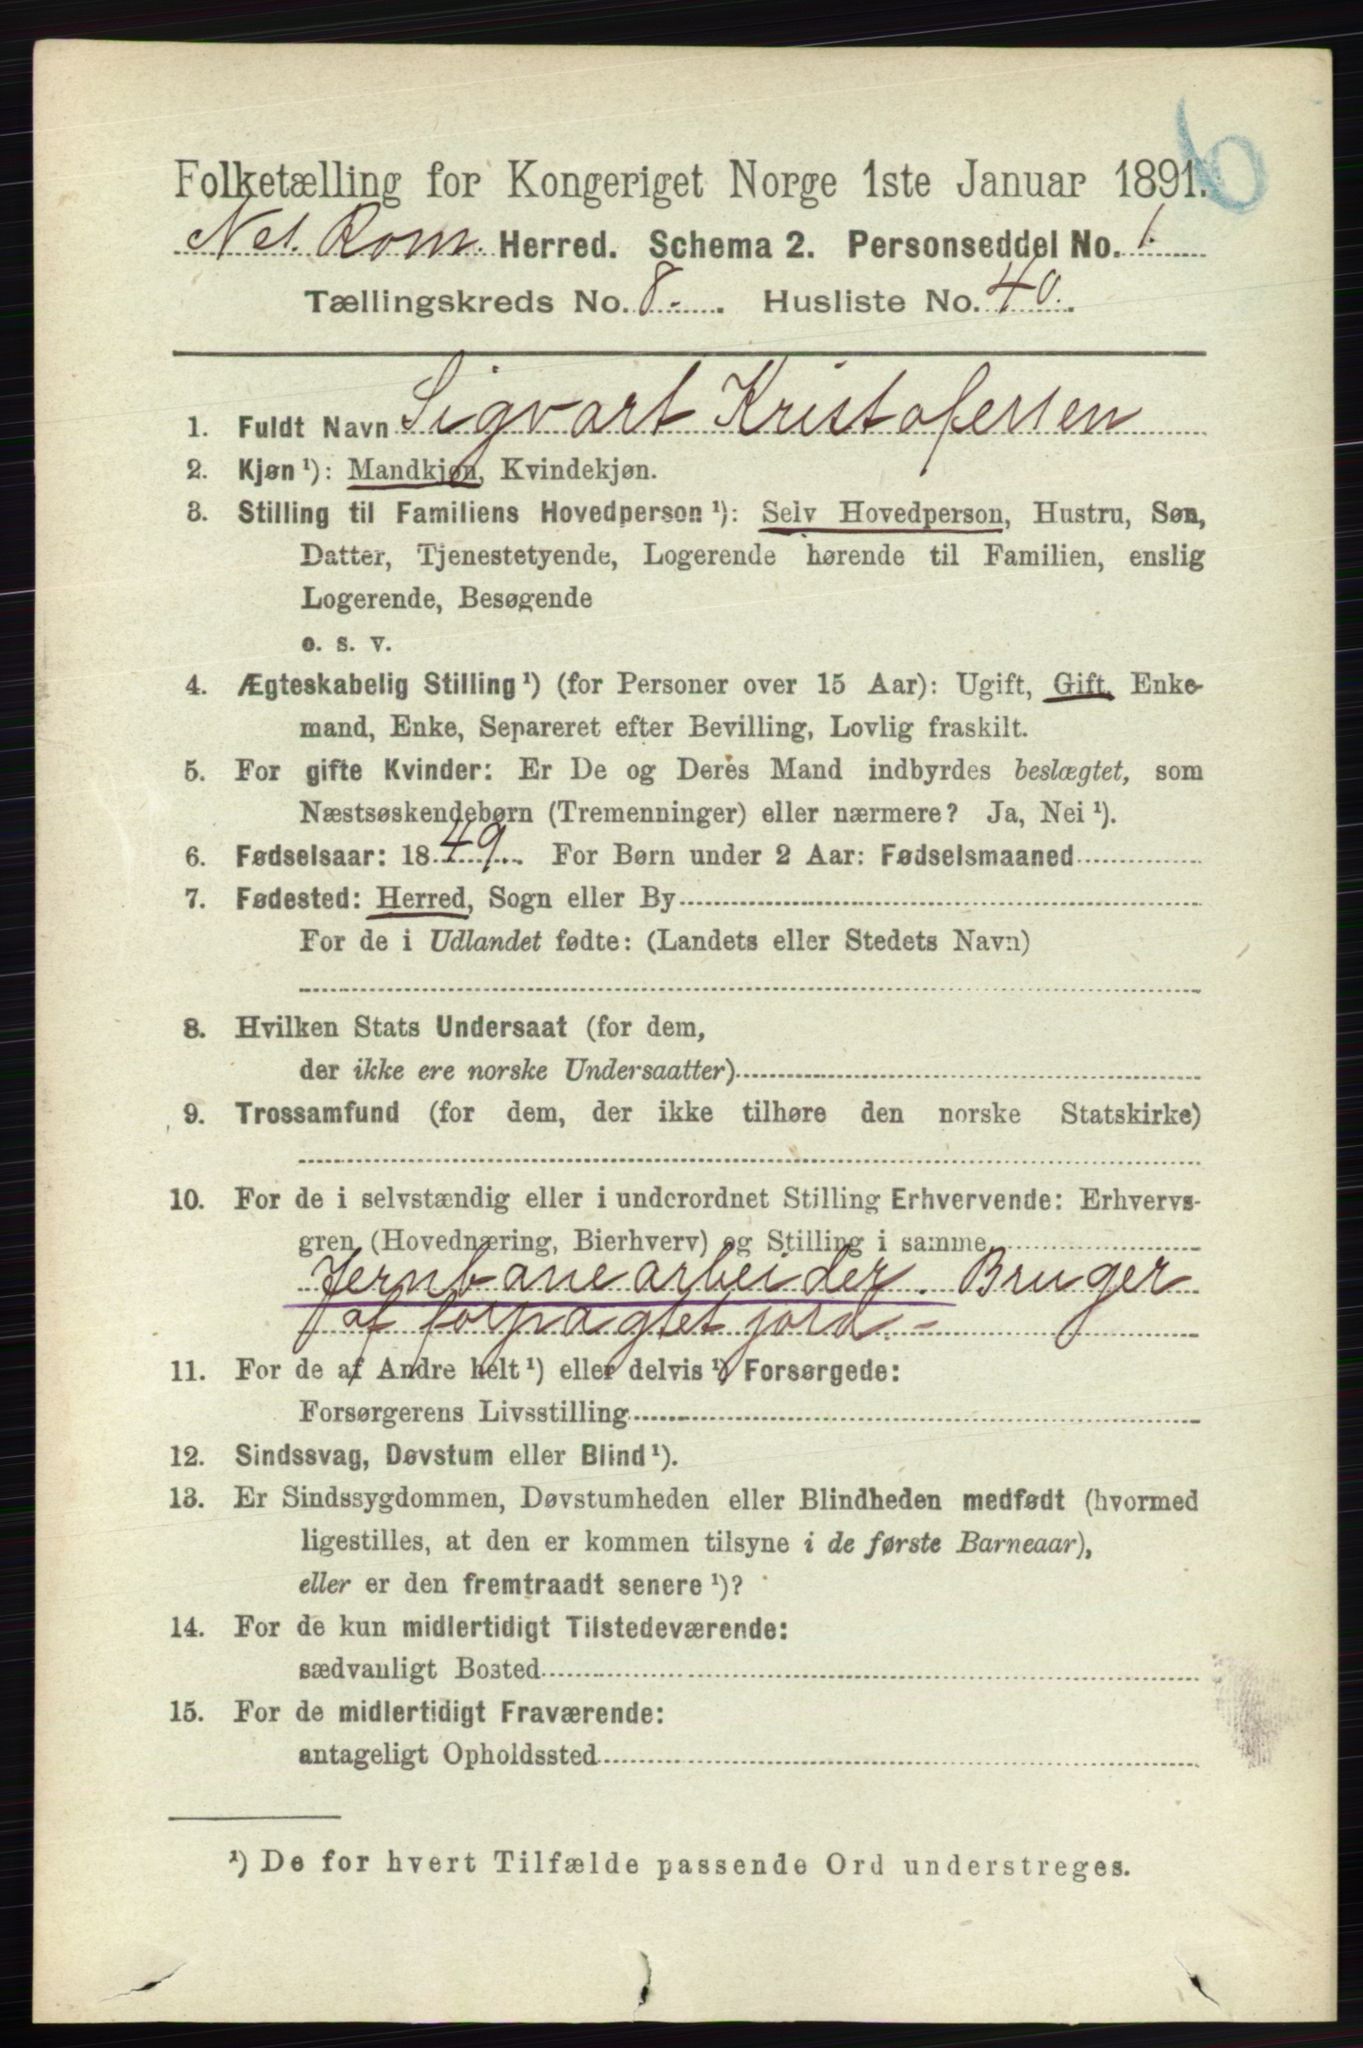 6
Folketælling for Kongeriget Norge 1ste Januar 1891.
Nes. Rom. Herred. Schema 2. Personseddel No. 1.
Tællingskreds No. 8.- . Husliste No. 40. .
1. Fuldt Navn Sigvart Kristofersen
2. Kjøn ¹): Mandkjøn, Kvindekjøn.
3. Stilling til Familiens Hovedperson ¹): Selv Hovedperson, Hustru, Søn,
Datter, Tjenestetyende, Logerende hørende til Familien, enslig
Logerende, Besøgende
o. s. v.
4. Ægteskabelig Stilling ¹) (for Personer over 15 Aar): Ugift, Gift, Enke-
mand, Enke, Separeret efter Bevilling, Lovlig fraskilt.
5. For gifte Kvinder: Er De og Deres Mand indbyrdes beslægtet, som
Næstsøskendebørn (Tremenninger) eller nærmere? Ja, Nei ¹).
6. Fødselsaar: 1849. For Børn under 2 Aar: Fødselsmaaned
7. Fødested: Herred, Sogn eller By
For de i Udlandet fødte: (Landets eller Stedets Navn)
8. Hvilken Stats Undersaat (for dem,
der ikke ere norske Undersaatter)
9. Trossamfund (for dem, der ikke tilhøre den norske Statskirke)
10. For de i selvstændig eller i underordnet Stilling Erhvervende: Erhvervs-
gren (Hovednæring, Bierhverv) og Stilling i samme
Jernbanearbeider. Bruger
af forpagtet jord.-
11. For de af Andre helt ¹) eller delvis ¹) Forsørgede:
Forsørgerens Livsstilling
12. Sindssvag, Døvstum eller Blind ¹).
13. Er Sindssygdommen, Døvstumheden eller Blindheden medfødt (hvormed
ligestilles, at den er kommen tilsyne i de første Barneaar),
eller er den fremtraadt senere ¹)?
14. For de kun midlertidigt Tilstedeværende:
sædvanligt Bosted
15. For de midlertidigt Fraværende:
antageligt Opholdssted
¹) De for hvert Tilfælde passende Ord understreges.